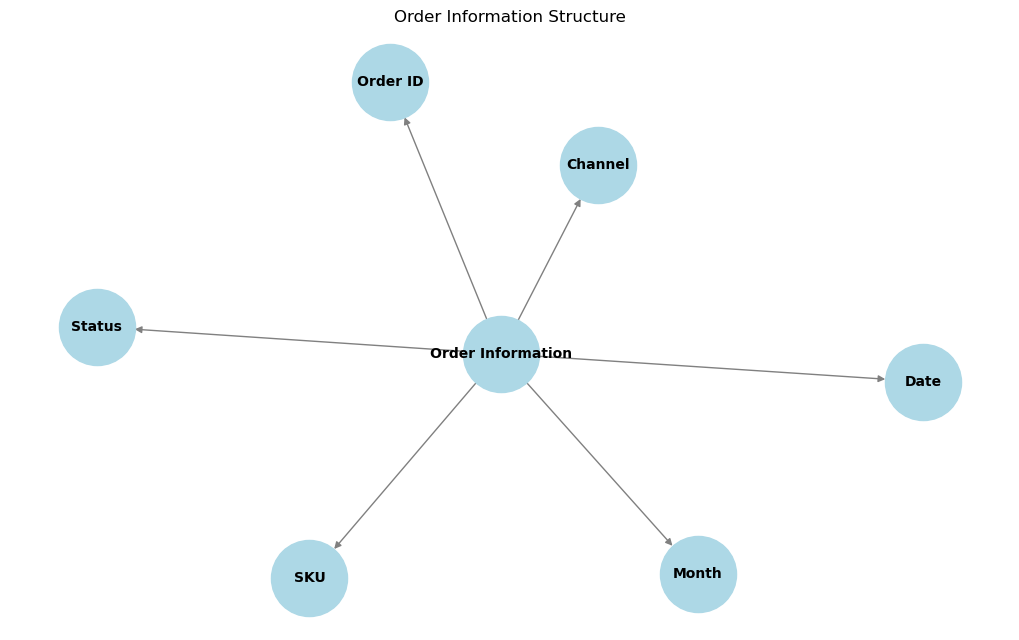 Order Information Structure
Order ID
Channel
Status
Order Information
Date
SKU
Month